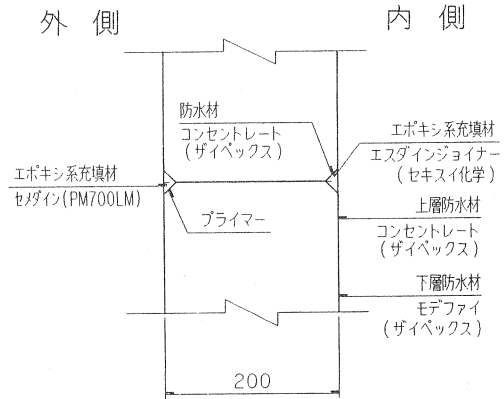 外側
内側
防水材
コンセントレート
(ザイペックス)
エポキシ系充填材
エスダインジョイナー
(セキスイ化学)
エポキシ系充填材
セメダイン(PM700LM)
プライマー
上層防水材
コンセントレート
(ザイペックス)
下層防水材
モデファイ
(ザイペックス)
200